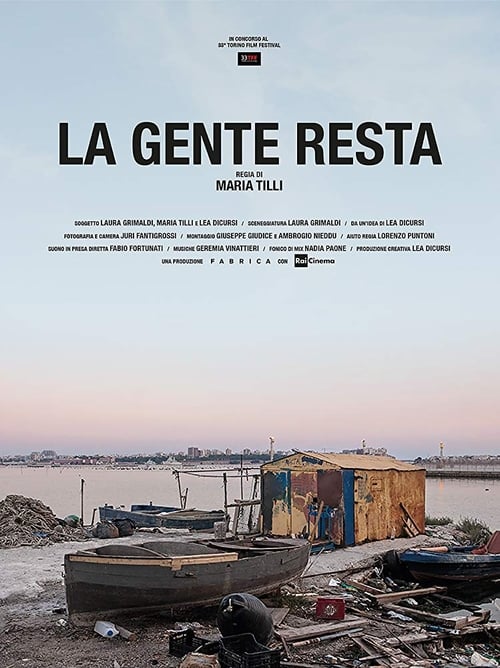 IN CONCORSO AL
33° TORINO FILM FESTIVAL
33TFF
LA GENTE RESTA
REGIA DI
MARIA TILLI
SOGGETTO LAURA GRIMALDI, MARIA TILLI E LEA DICURSI / SCENEGGIATURA LAURA GRIMALDI / DA UN'IDEA DI LEA DICURSI
FOTOGRAFIA E CAMERA JURI FANTIGROSSI / MONTAGGIO GIUSEPPE GIUDICE E AMBROGIO NIEDDU / AIUTO REGIA LORENZO PUNTONI
SUONO IN PRESA DIRETTA FABIO FORTUNATI / MUSICHE GEREMIA VINATTIERI / FONICO DI MIX NADIA PAONE / PRODUZIONE CREATIVA LEA DICURSI
UNA PRODUZIONE FABRICA CON Rai Cinema